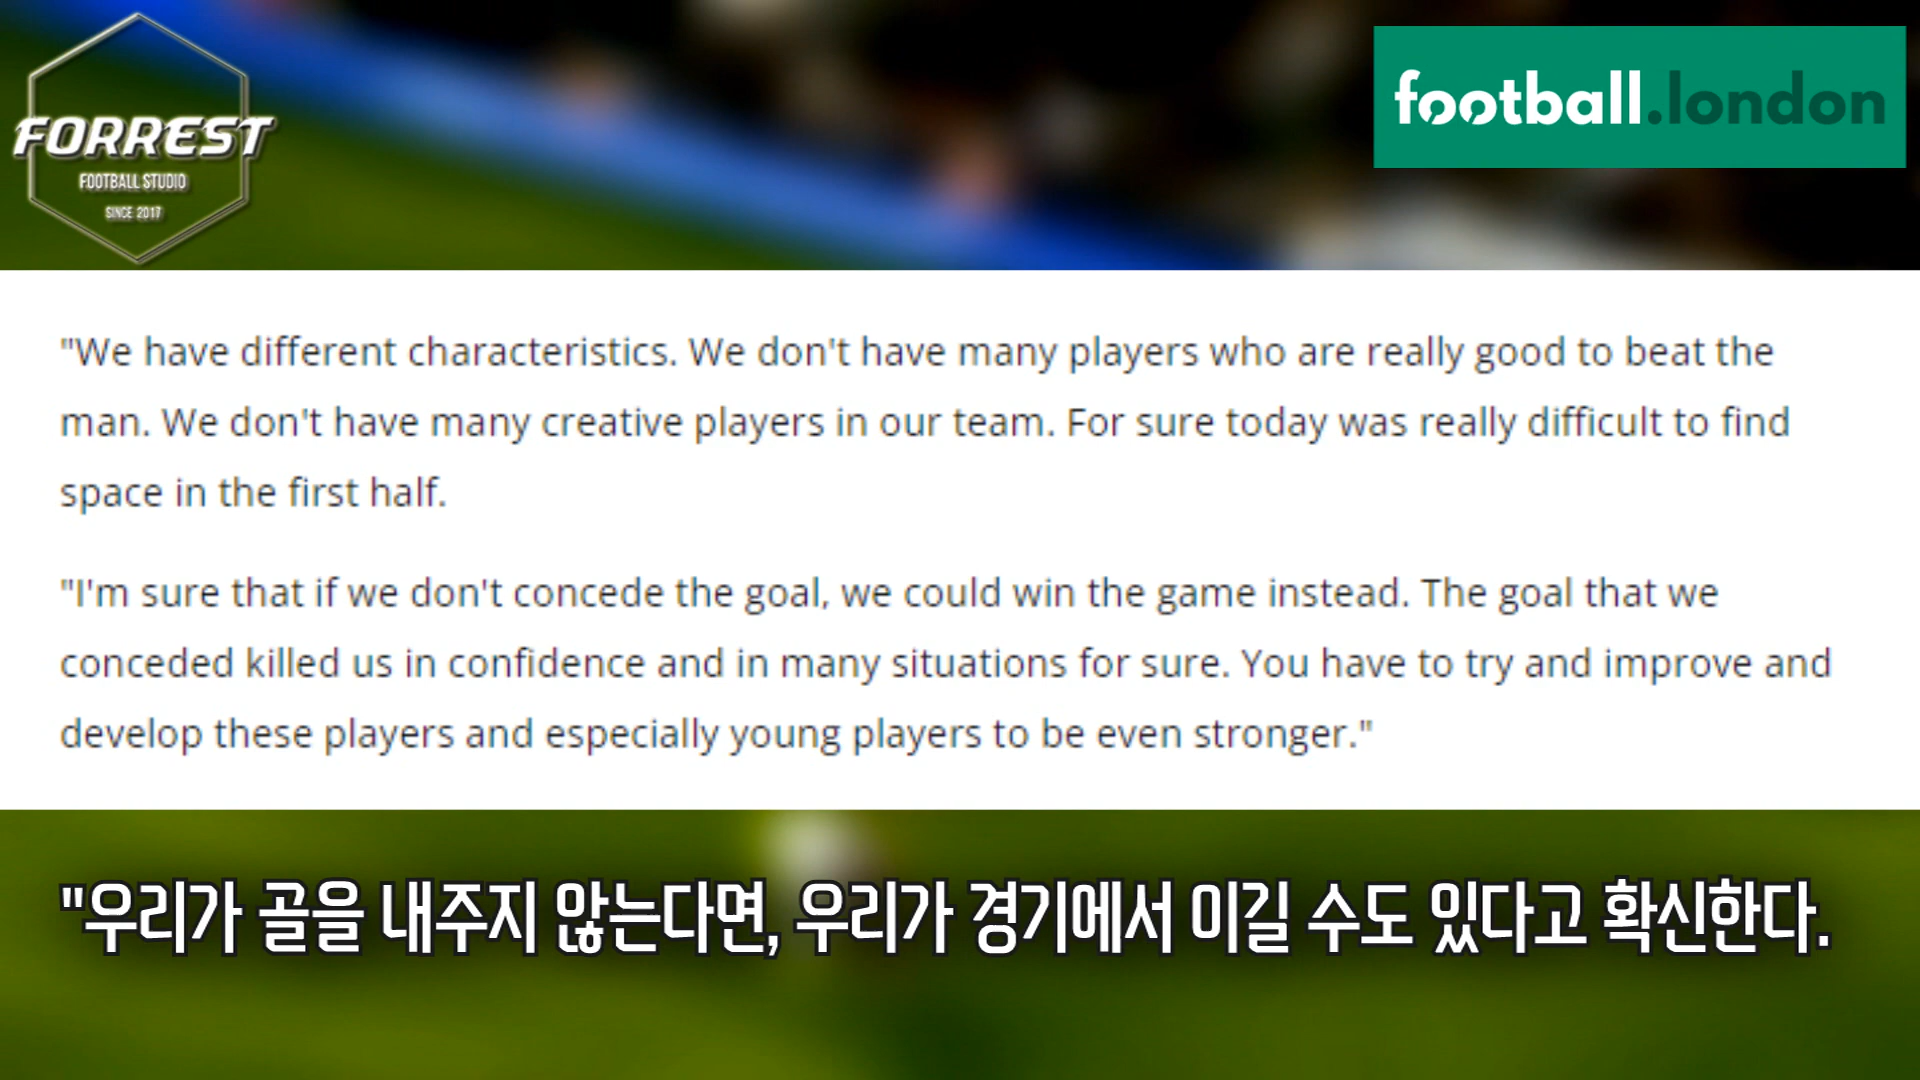 FORREST
FOOTBALL STUDIO
SINCE 2017
football.london
"We have different characteristics. We don't have many players who are really good to beat the
man. We don't have many creative players in our team. For sure today was really difficult to find
space in the first half.
"I'm sure that if we don't concede the goal, we could win the game instead. The goal that we
conceded killed us in confidence and in many situations for sure. You have to try and improve and
develop these players and especially young players to be even stronger."
"우리가 골을 내주지 않는다면, 우리가 경기에서 이길 수도 있다고 확신한다.